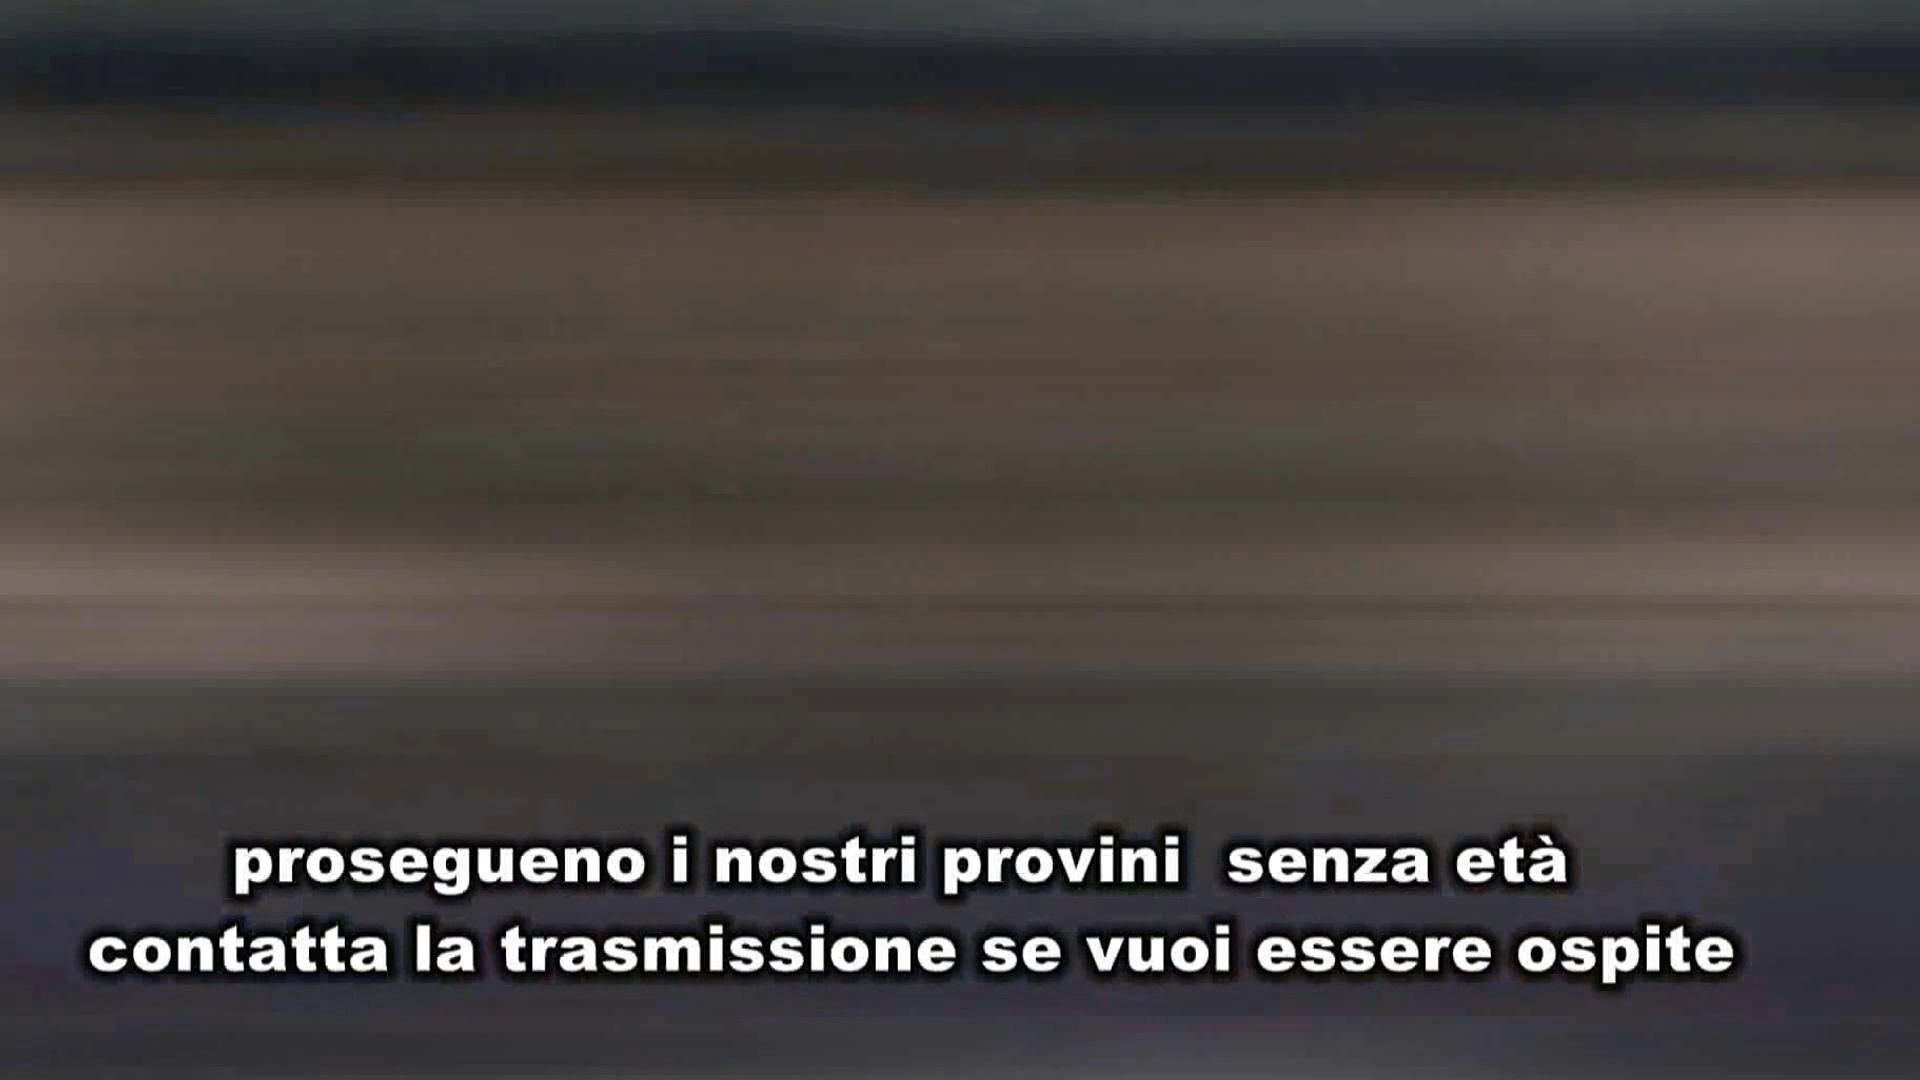 prosegueno i nostri provini senza età
contatta la trasmissione se vuoi essere ospite